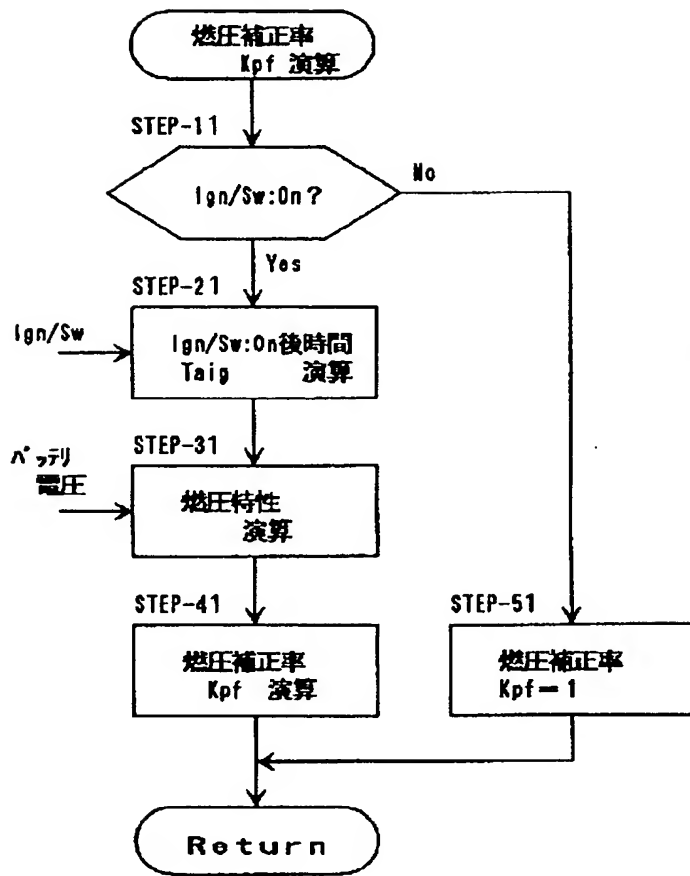 燃圧補正率
Kpf 演算
STEP-11
Ign/Sw:On?
No
Yes
STEP-21
Ign/Sw
Ign/Sw:On後時間
Taig 演算
STEP-31
バッテリ
電圧
燃圧特性
演算
STEP-41
燃圧補正率
Kpf 演算
STEP-51
燃圧補正率
Kpf=1
Return